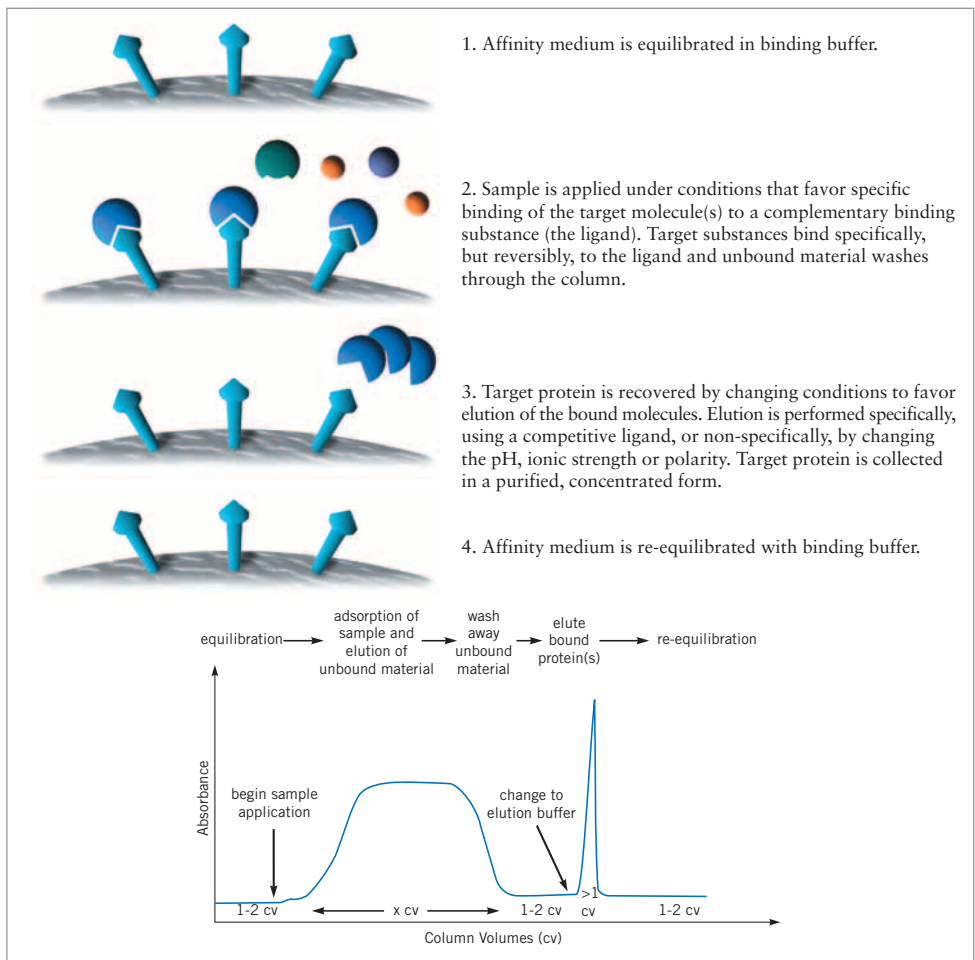 1. Affinity medium is equilibrated in binding buffer.
2. Sample is applied under conditions that favor specific
binding of the target molecule(s) to a complementary binding
substance (the ligand). Target substances bind specifically,
but reversibly, to the ligand and unbound material washes
through the column.
3. Target protein is recovered by changing conditions to favor
elution of the bound molecules. Elution is performed specifically,
using a competitive ligand, or non-specifically, by changing
the pH, ionic strength or polarity. Target protein is collected
in a purified, concentrated form.
4. Affinity medium is re-equilibrated with binding buffer.
equilibration
adsorption of
sample and
elution of
unbound material
wash
away
unbound
material
elute
bound
protein(s)
re-equilibration
Absorbance
begin sample
application
change to
elution buffer
1-2 cv
x cv
1-2 cv
>1
cv
1-2 cv
Column Volumes (cv)